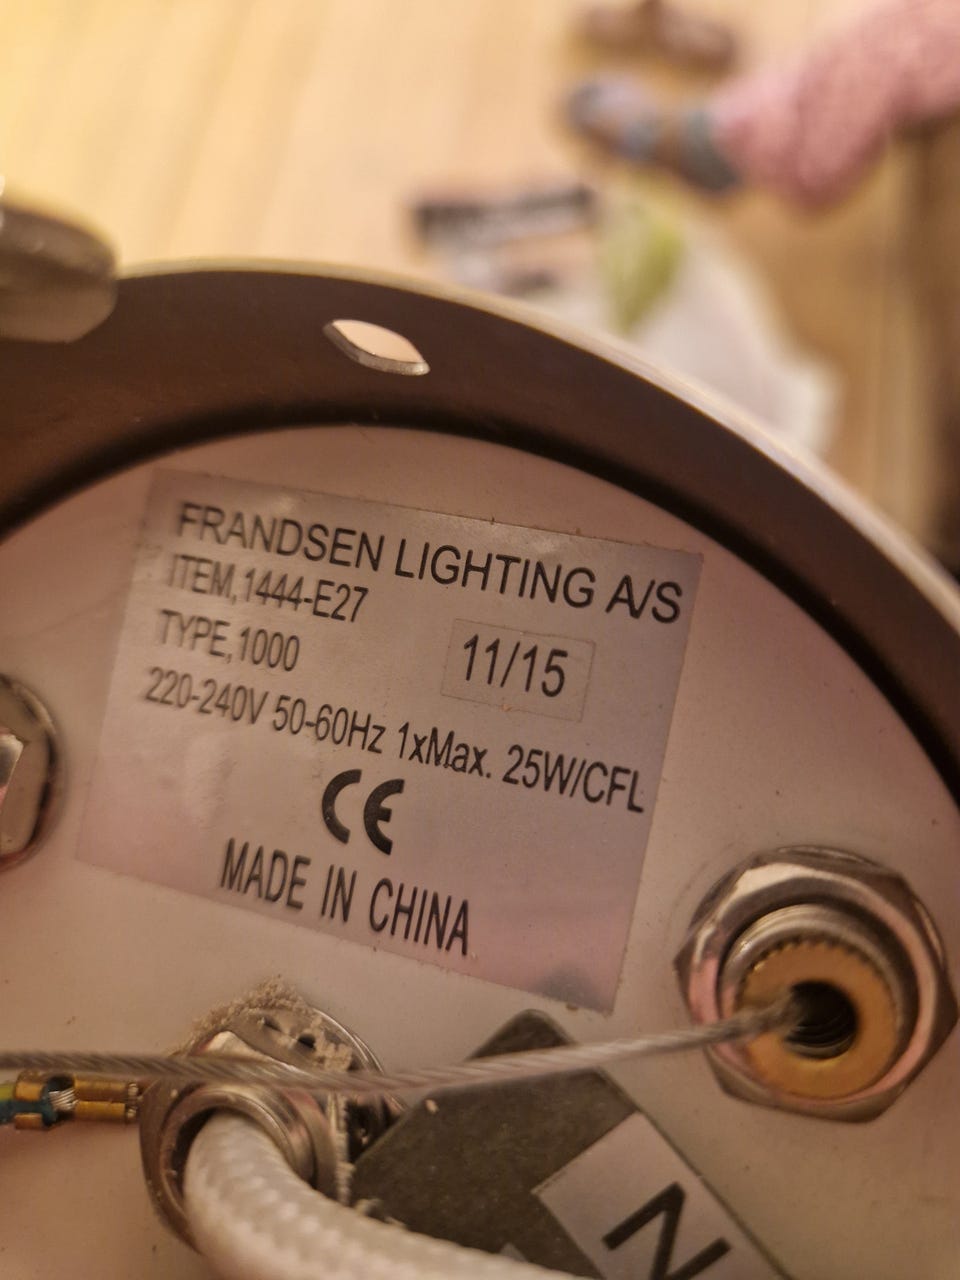 FRANDSEN LIGHTING A/S
ITEM,1444-E27
TYPE,1000
11/15
220-240V 50-60Hz 1xMax. 25W/CFL
CE
MADE IN CHINA
N